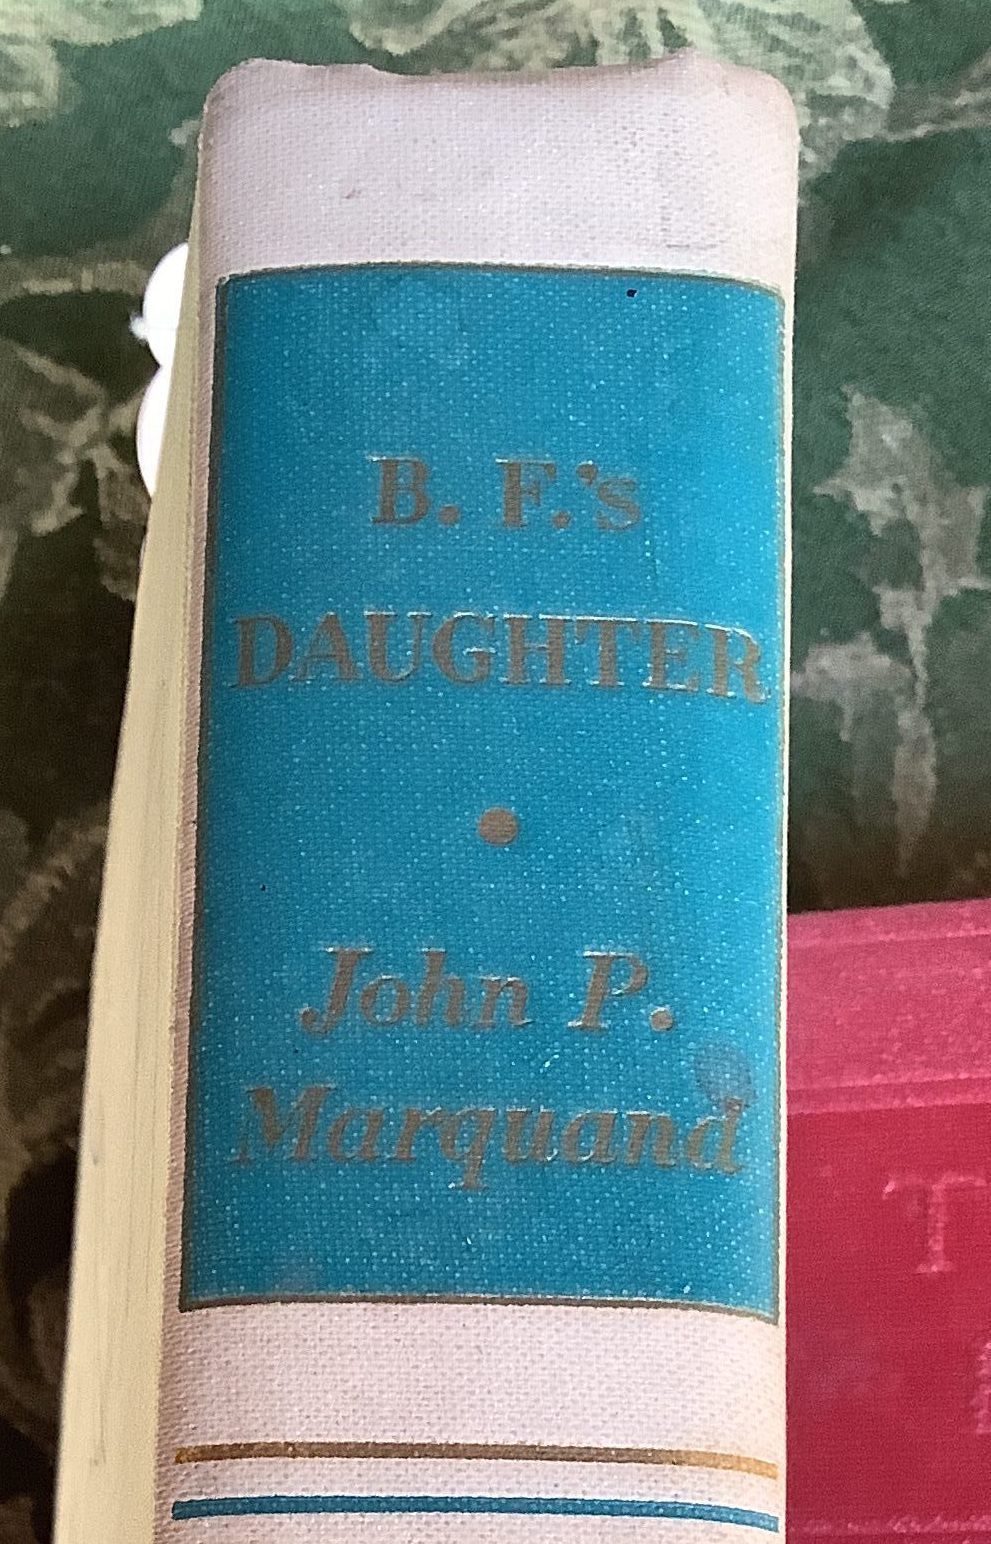 B. F.'s
DAUGHTER
•
John P.
Marquand
T